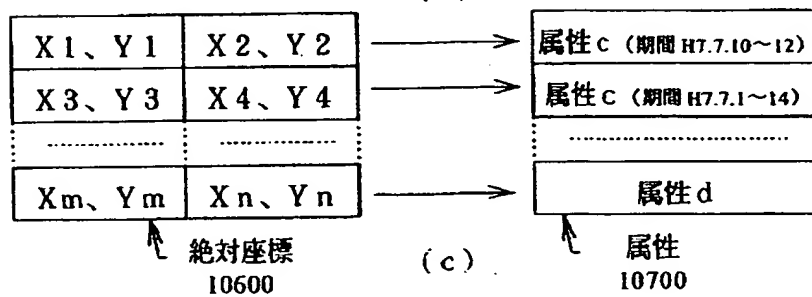 X1、Y1 X2、Y2 属性c (期間H7.7.10~12)
X3、Y3 X4、Y4 属性c (期間H7.7.1~14)
Xm、Ym Xn、Yn 属性d
絶対座標 (c) 属性
10600 10700